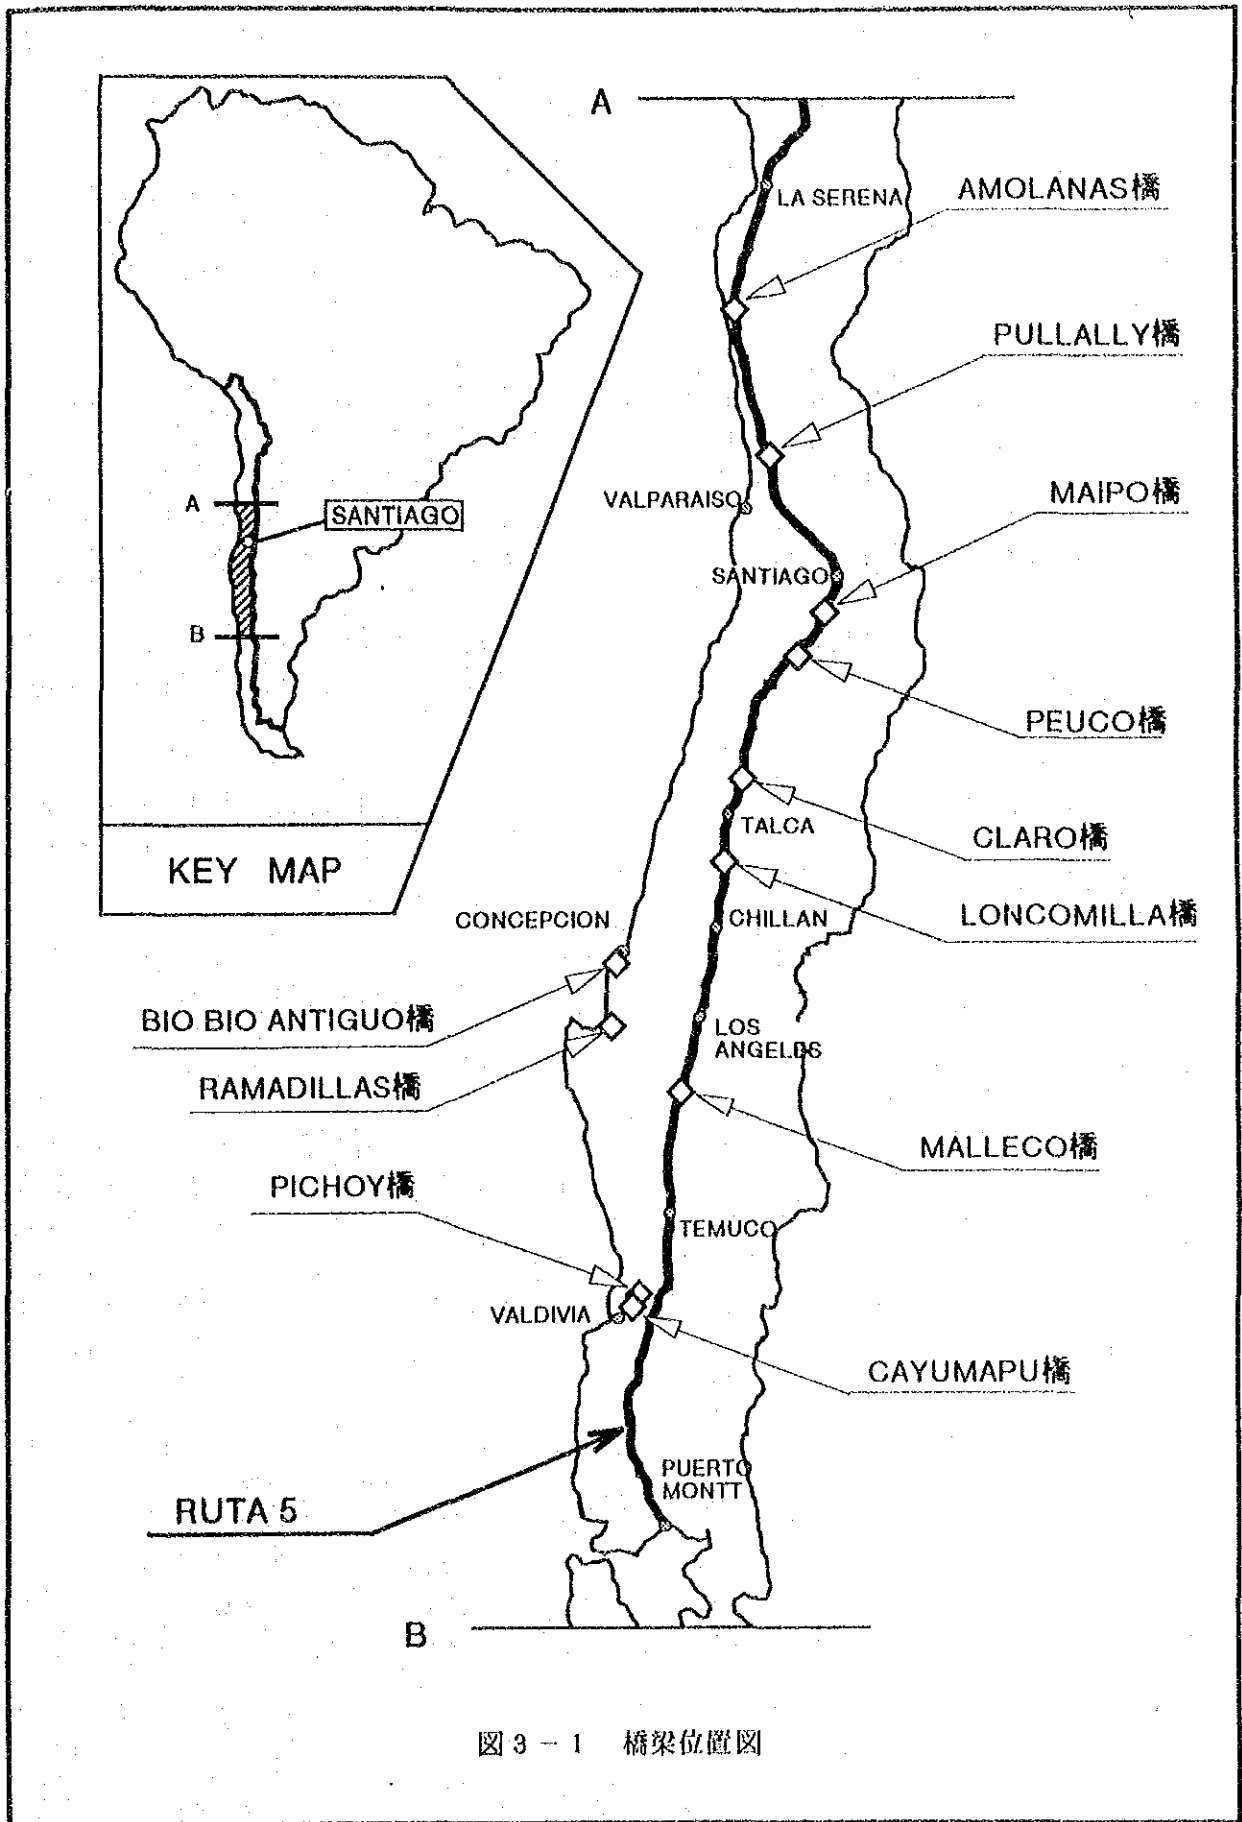 A
LA SERENA
AMOLANAS橋
PULLALLY橋
VALPARAISO
MAIPO橋
A
SANTIAGO
SANTIAGO
B
PEUCO橋
TALCA
CLARO橋
KEY MAP
CONCEPCION
CHILLAN
LONCOMILLA橋
BIO BIO ANTIGUO橋
LOS
ANGELES
RAMADILLAS橋
MALLECO橋
PICHOY橋
TEMUCO
VALDIVIA
CAYUMAPU橋
PUERTO
MONTT
RUTA 5
B
図3-1 橋梁位置図